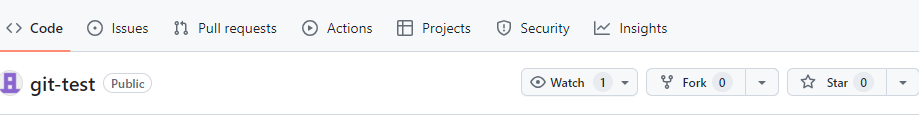 Code Issues Pull requests Actions Projects Security Insights
git-test Public Watch 1 Fork 0 Star 0